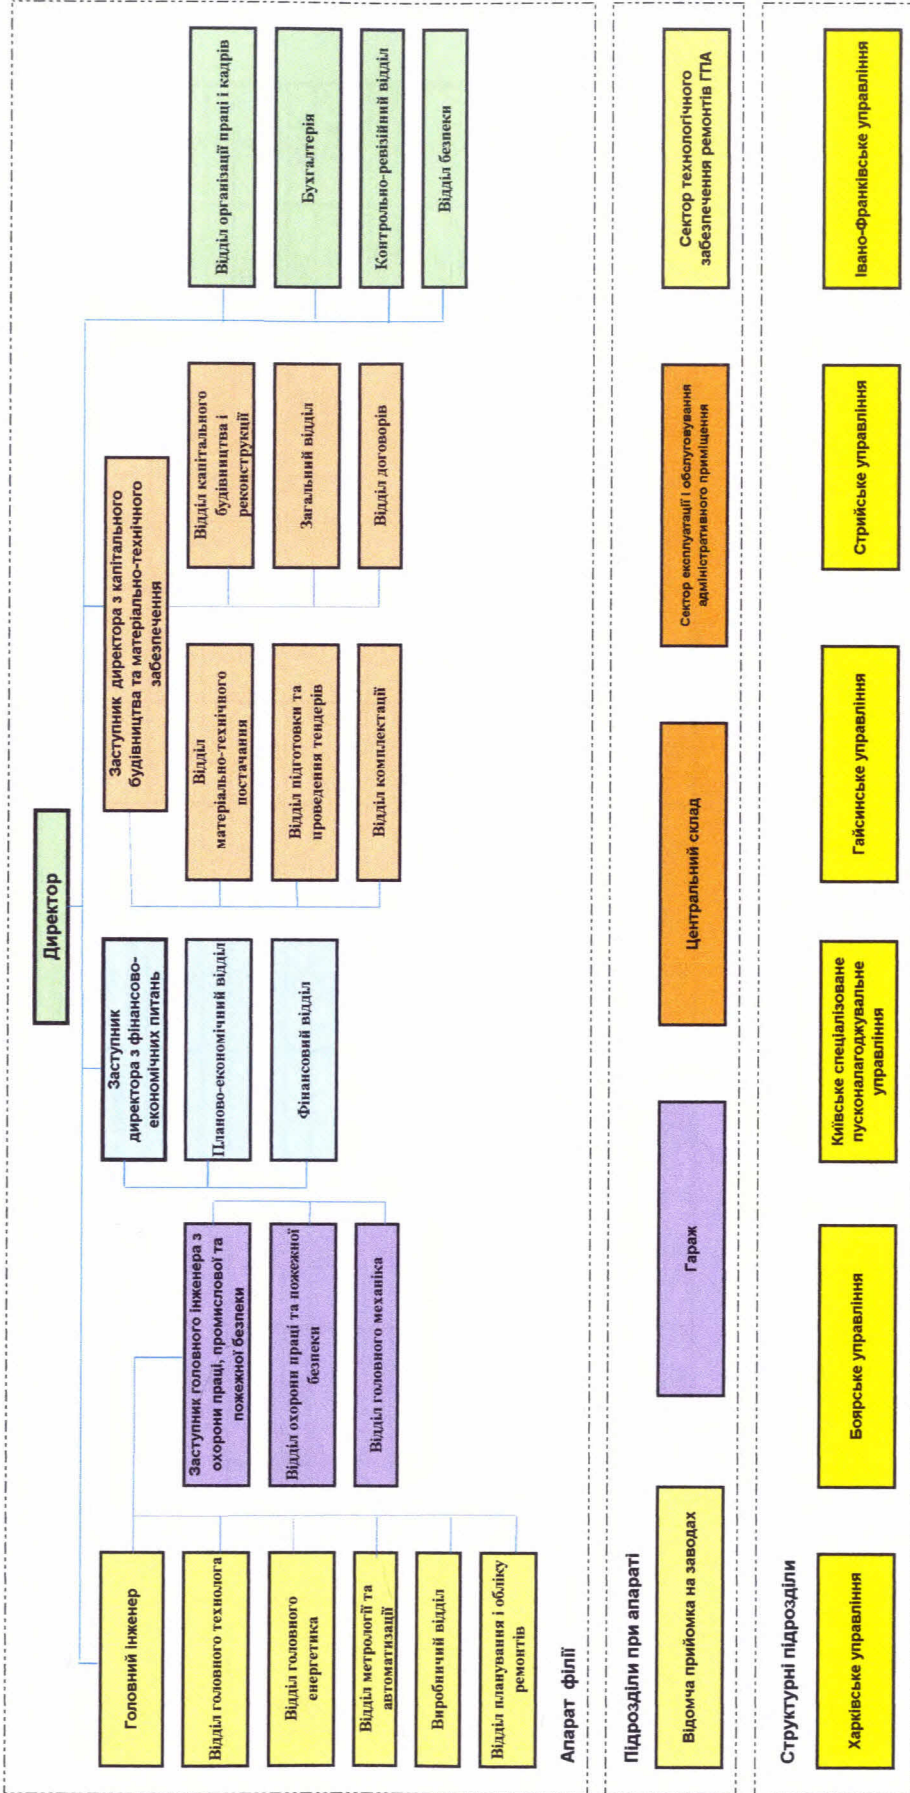 Директор
Головний інженер
Відділ головного технолога
Відділ головного
енергетика
Відділ метрології та
автоматизації
Виробничий відділ
Відділ планування і обліку
ремонтів
Заступник головного інженера з
охорони праці, промислової та
пожежної безпеки
Відділ охорони праці та пожежної
безпеки
Відділ головного механіка
Заступник
директора з фінансово-
економічних питань
Планово-економічний відділ
Фінансовий відділ
Заступник директора з капітального
будівництва та матеріально-технічного
забезпечення
Відділ
матеріально-технічного
постачання
Відділ підготовки та
проведення тендерів
Відділ комплектації
Відділ капітального
будівництва і
реконструкції
Загальний відділ
Відділ договорів
Відділ організації праці і кадрів
Бухгалтерія
Контрольно-ревізійний відділ
Відділ безпеки
Апарат філії
Підрозділи при апараті
Відомча прийомка на заводах
Гараж
Центральний склад
Сектор експлуатації і обслуговування
адміністративного приміщення
Сектор технологічного
забезпечення ремонтів ГПА
Структурні підрозділи
Харківське управління
Боярське управління
Київське спеціалізоване
пусконалагоджувальне
управління
Гайсинське управління
Стрийське управління
Івано-Франківське управління